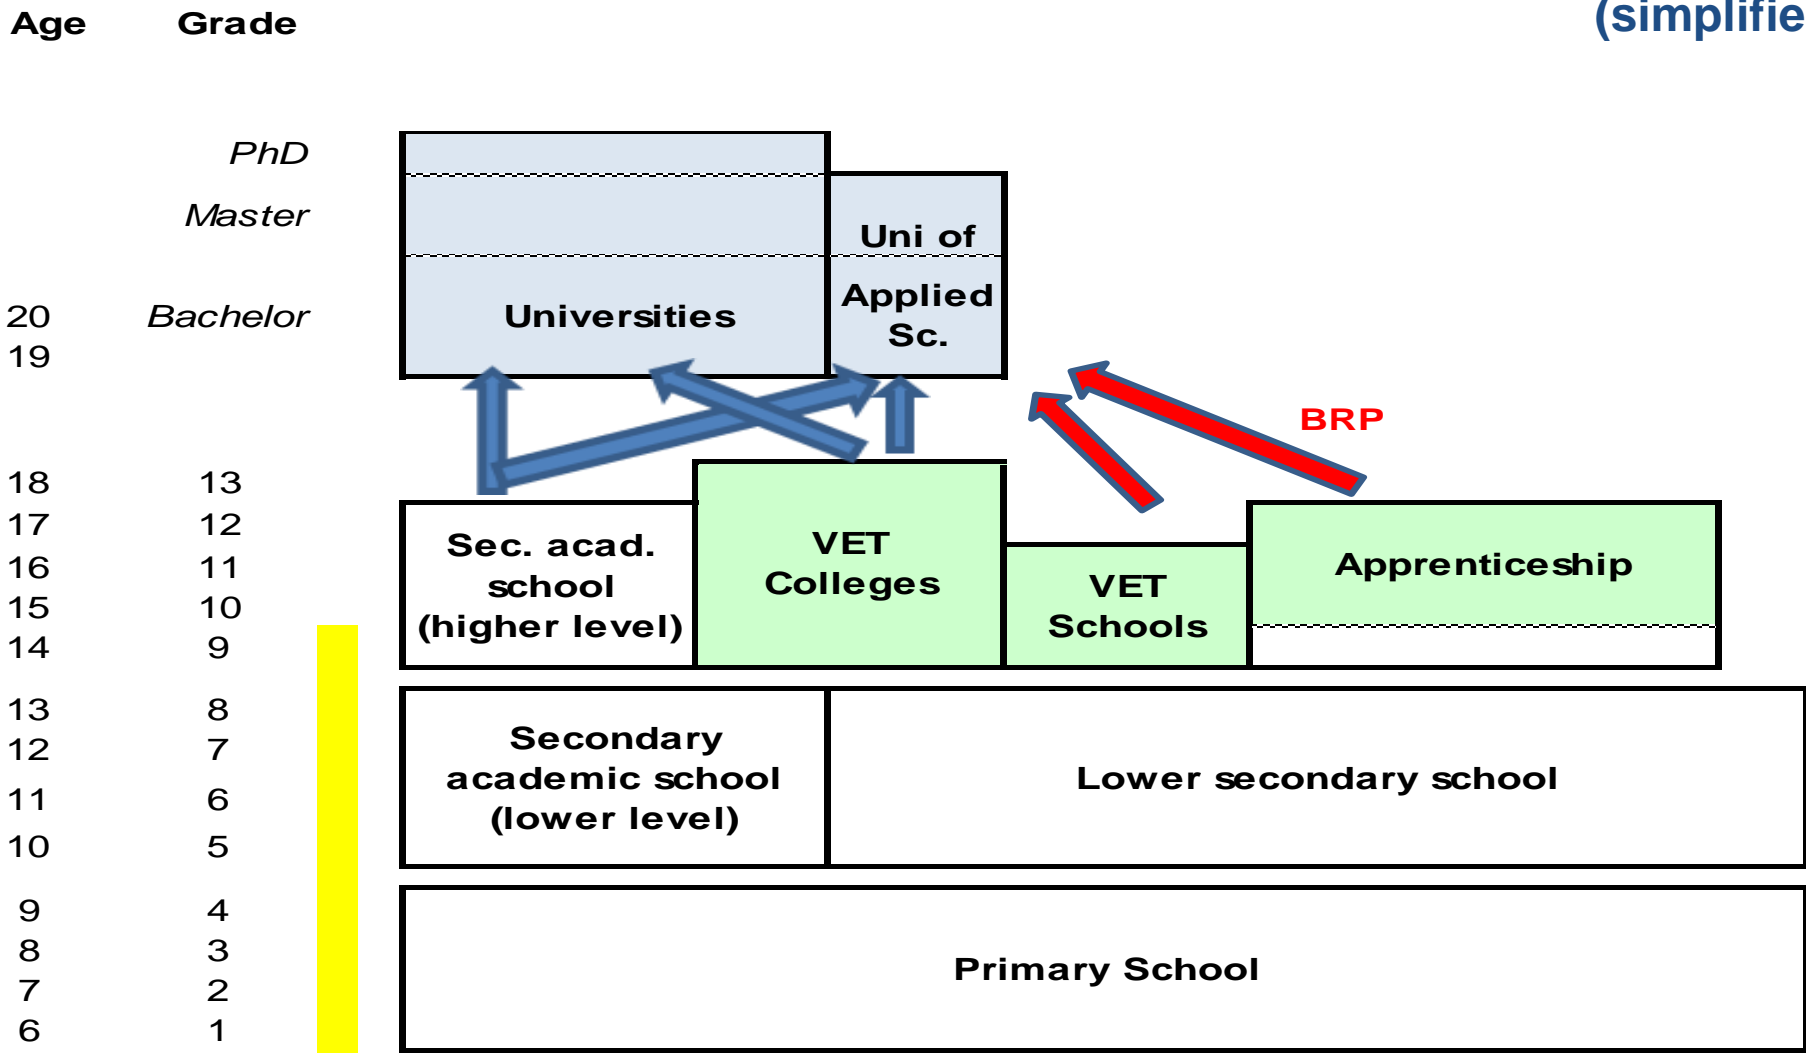 (simplifie
Age Grade
PhD
Master
Uni of
Applied
Sc.
Universities
20 Bachelor
19
BRP
18 13
17 12
16 11
15 10
14 9
Sec. acad.
school
(higher level)
VET
Colleges
VET
Schools
Apprenticeship
13 8
12 7
11 6
10 5
Secondary
academic school
(lower level)
Lower secondary school
9 4
8 3
7 2
6 1
Primary School